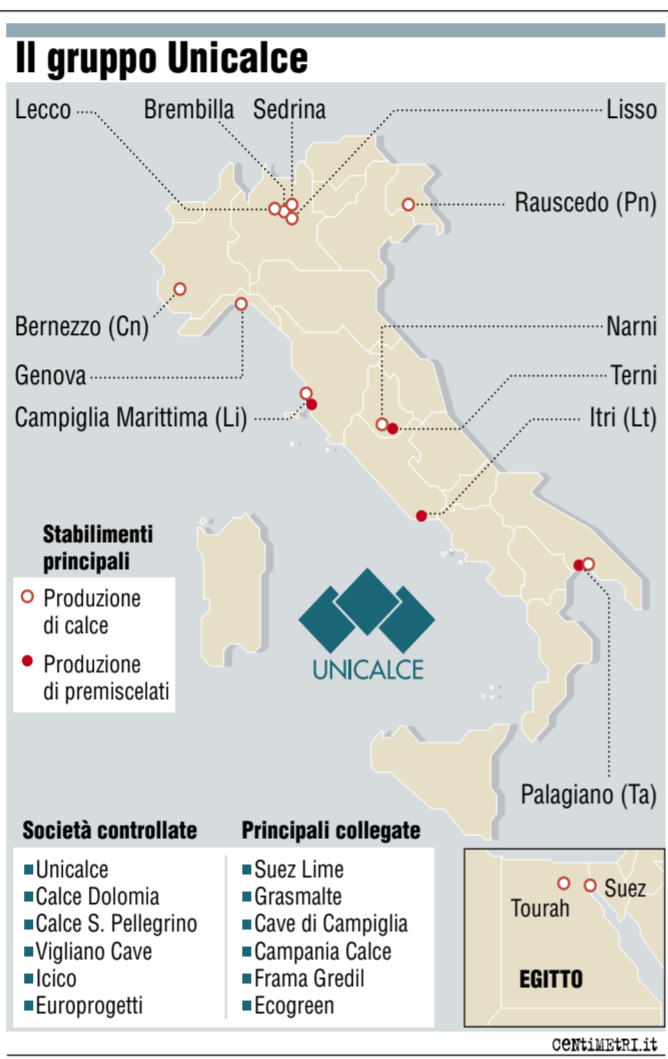 Il gruppo Unicalce
Lecco
Brembilla
Sedrina
Lisso
Rauscedo (Pn)
Bernezzo (Cn)
Narni
Genova
Terni
Campiglia Marittima (Li)
Itri (Lt)
Stabilimenti
principali
Produzione
di calce
Produzione
di premiscelati
UNICALCE
Palagiano (Ta)
Società controllate
Unicalce
Calce Dolomia
Calce S. Pellegrino
Vigliano Cave
Icico
Europrogetti
Principali collegate
Suez Lime
Grasmalte
Cave di Campiglia
Campania Calce
Frama Gredil
Ecogreen
Suez
Tourah
EGITTO
CENTIMETRI.it